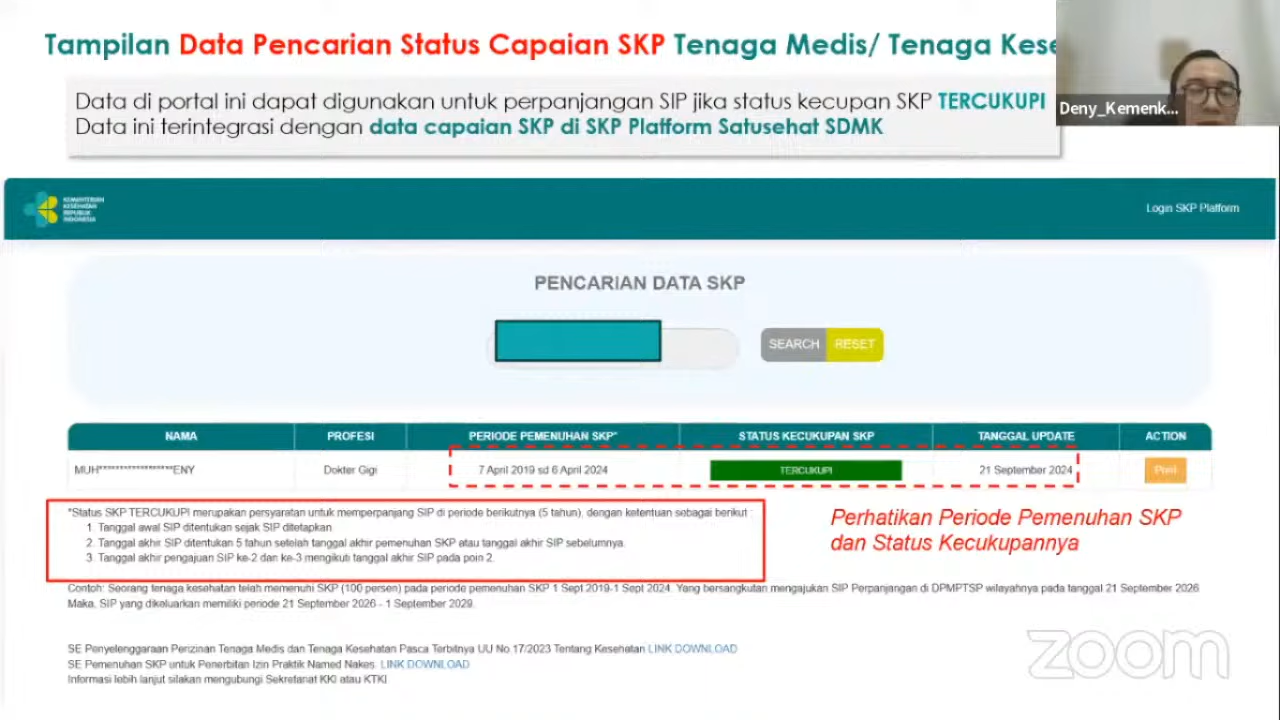 Tampilan Data Pencarian Status Capaian SKP Tenaga Medis/ Tenaga Kese
Data di portal ini dapat digunakan untuk perpanjangan SIP jika status kecupan SKP TERCUKUPI
Data ini terintegrasi dengan data capaian SKP di SKP Platform Satusehat SDMK
Deny_Kemenk...
KEMENTERIAN
KESEHATAN
REPUBLIK
INDONESIA
Login SKP Platform
PENCARIAN DATA SKP
SEARCH RESET
NAMA PROFESI PERIODE PEMENUHAN SKP* STATUS KECUKUPAN SKP TANGGAL UPDATE ACTION
MUH******************ENY Dokter Gigi 7 April 2019 sd 6 April 2024 TERCUKUPI 21 September 2024 Print
*Status SKP TERCUKUPI merupakan persyaratan untuk memperpanjang SIP di periode berikutnya (5 tahun), dengan ketentuan sebagai berikut :
1. Tanggal awal SIP ditentukan sejak SIP ditetapkan.
2. Tanggal akhir SIP ditentukan 5 tahun setelah tanggal akhir pemenuhan SKP atau tanggal akhir SIP sebelumnya.
3. Tanggal akhir pengajuan SIP ke-2 dan ke-3 mengikuti tanggal akhir SIP pada poin 2.
Perhatikan Periode Pemenuhan SKP
dan Status Kecukupannya
Contoh: Seorang tenaga kesehatan telah memenuhi SKP (100 persen) pada periode pemenuhan SKP 1 Sept 2019-1 Sept 2024. Yang bersangkutan mengajukan SIP Perpanjangan di DPMPTSP wilayahnya pada tanggal 21 September 2026.
Maka, SIP yang dikeluarkan memiliki periode 21 September 2026 - 1 September 2029.
SE Penyelenggaraan Perizinan Tenaga Medis dan Tenaga Kesehatan Pasca Terbitnya UU No 17/2023 Tentang Kesehatan LINK DOWNLOAD
SE Pemenuhan SKP untuk Penerbitan Izin Praktik Named Nakes. LINK DOWNLOAD
Informasi lebih lanjut silakan mengubungi Sekretariat KKI atau KTKI
zoom